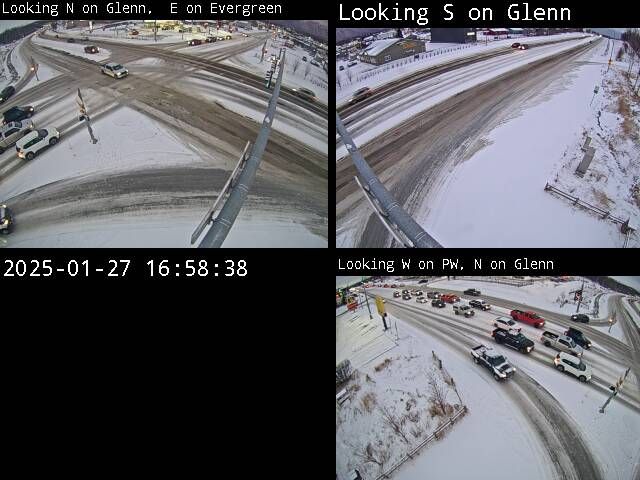 Looking N on Glenn,  E on Evergreen
Looking S on Glenn
2025-01-27 16:58:38
Looking W on PW, N on Glenn